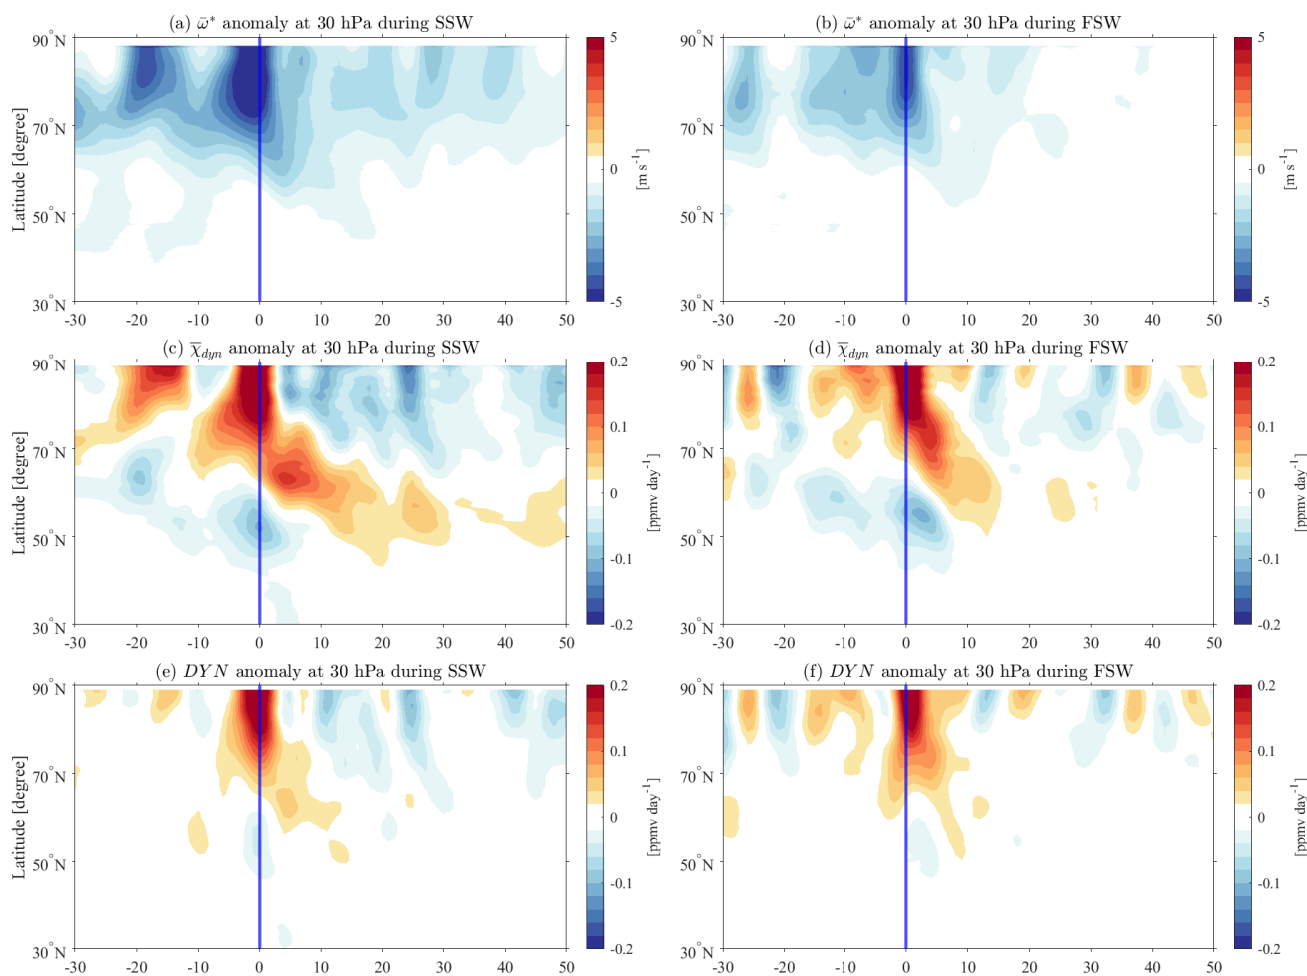 (a) ω̄* anomaly at 30 hPa during SSW
(b) ω̄* anomaly at 30 hPa during FSW
Latitude [degree]
90°N
70°N
50°N
30°N
-30 -20 -10 0 10 20 30 40 50
5
0
-5
[m s⁻¹]
90°N
70°N
50°N
30°N
-30 -20 -10 0 10 20 30 40 50
5
0
-5
[m s⁻¹]
(c) χ̄dyn anomaly at 30 hPa during SSW
(d) χ̄dyn anomaly at 30 hPa during FSW
Latitude [degree]
90°N
70°N
50°N
30°N
-30 -20 -10 0 10 20 30 40 50
0.2
0.1
0
-0.1
-0.2
[ppmv day⁻¹]
90°N
70°N
50°N
30°N
-30 -20 -10 0 10 20 30 40 50
0.2
0.1
0
-0.1
-0.2
[ppmv day⁻¹]
(e) DYN anomaly at 30 hPa during SSW
(f) DYN anomaly at 30 hPa during FSW
Latitude [degree]
90°N
70°N
50°N
30°N
-30 -20 -10 0 10 20 30 40 50
0.2
0.1
0
-0.1
-0.2
[ppmv day⁻¹]
90°N
70°N
50°N
30°N
-30 -20 -10 0 10 20 30 40 50
0.2
0.1
0
-0.1
-0.2
[ppmv day⁻¹]